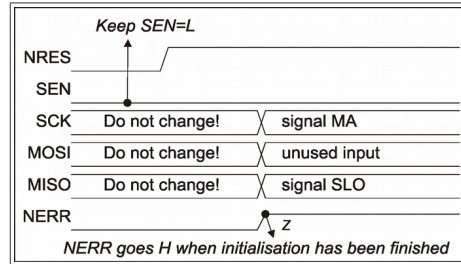 Keep SEN=L
NRES
SEN
SCK Do not change! signal MA
MOSI Do not change! unused input
MISO Do not change! signal SLO
NERR
Z
NERR goes H when initialisation has been finished